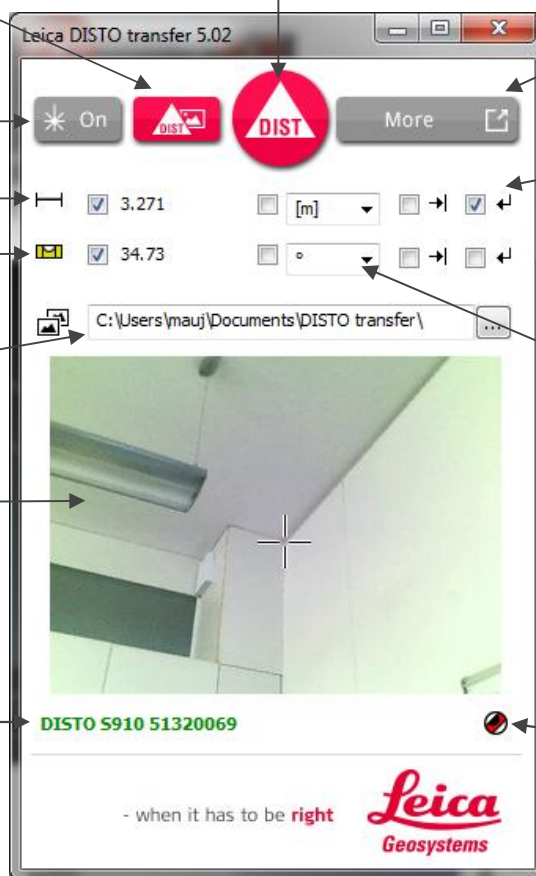 Leica DISTO transfer 5.02
On DIST DIST More
3.271 [m]
34.73 °
C:\Users\mauj\Documents\DISTO transfer\ ...
DISTO S910 51320069
- when it has to be right Leica
Geosystems